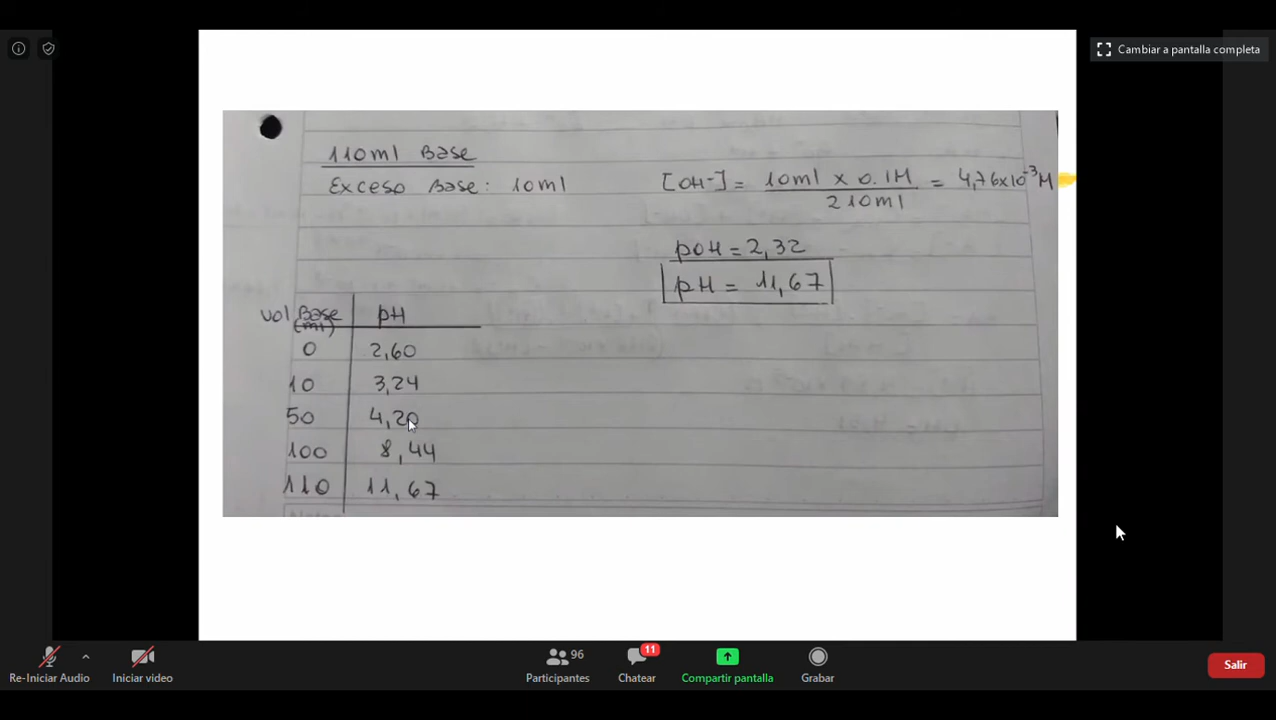 Cambiar a pantalla completa
110ml Base
Exceso Base: 10ml
[OH-] = 10ml x 0.1M / 210ml = 4,76x10-3M
pOH = 2,32
pH = 11,67
Vol Base (ml) pH
0 2,60
10 3,24
50 4,20
100 8,44
110 11,67
Re-Iniciar Audio
Iniciar video
96
Participantes
11
Chatear
Compartir pantalla
Grabar
Salir